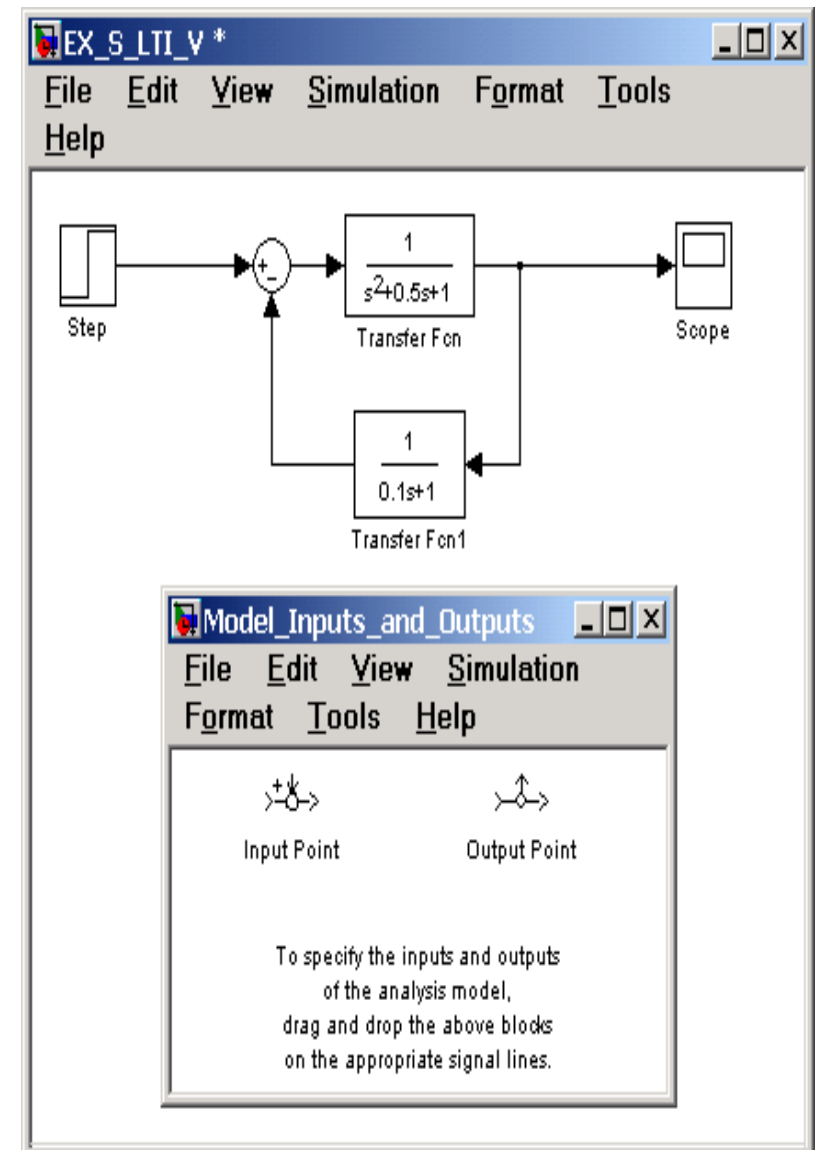 EX_S_LTI_V *
File Edit View Simulation Format Tools
Help
Step
+
-
1
s²+0.5s+1
Transfer Fcn
Scope
1
0.1s+1
Transfer Fcn1
Model_Inputs_and_Outputs
File Edit View Simulation
Format Tools Help
+
Input Point Output Point
To specify the inputs and outputs
of the analysis model,
drag and drop the above blocks
on the appropriate signal lines.